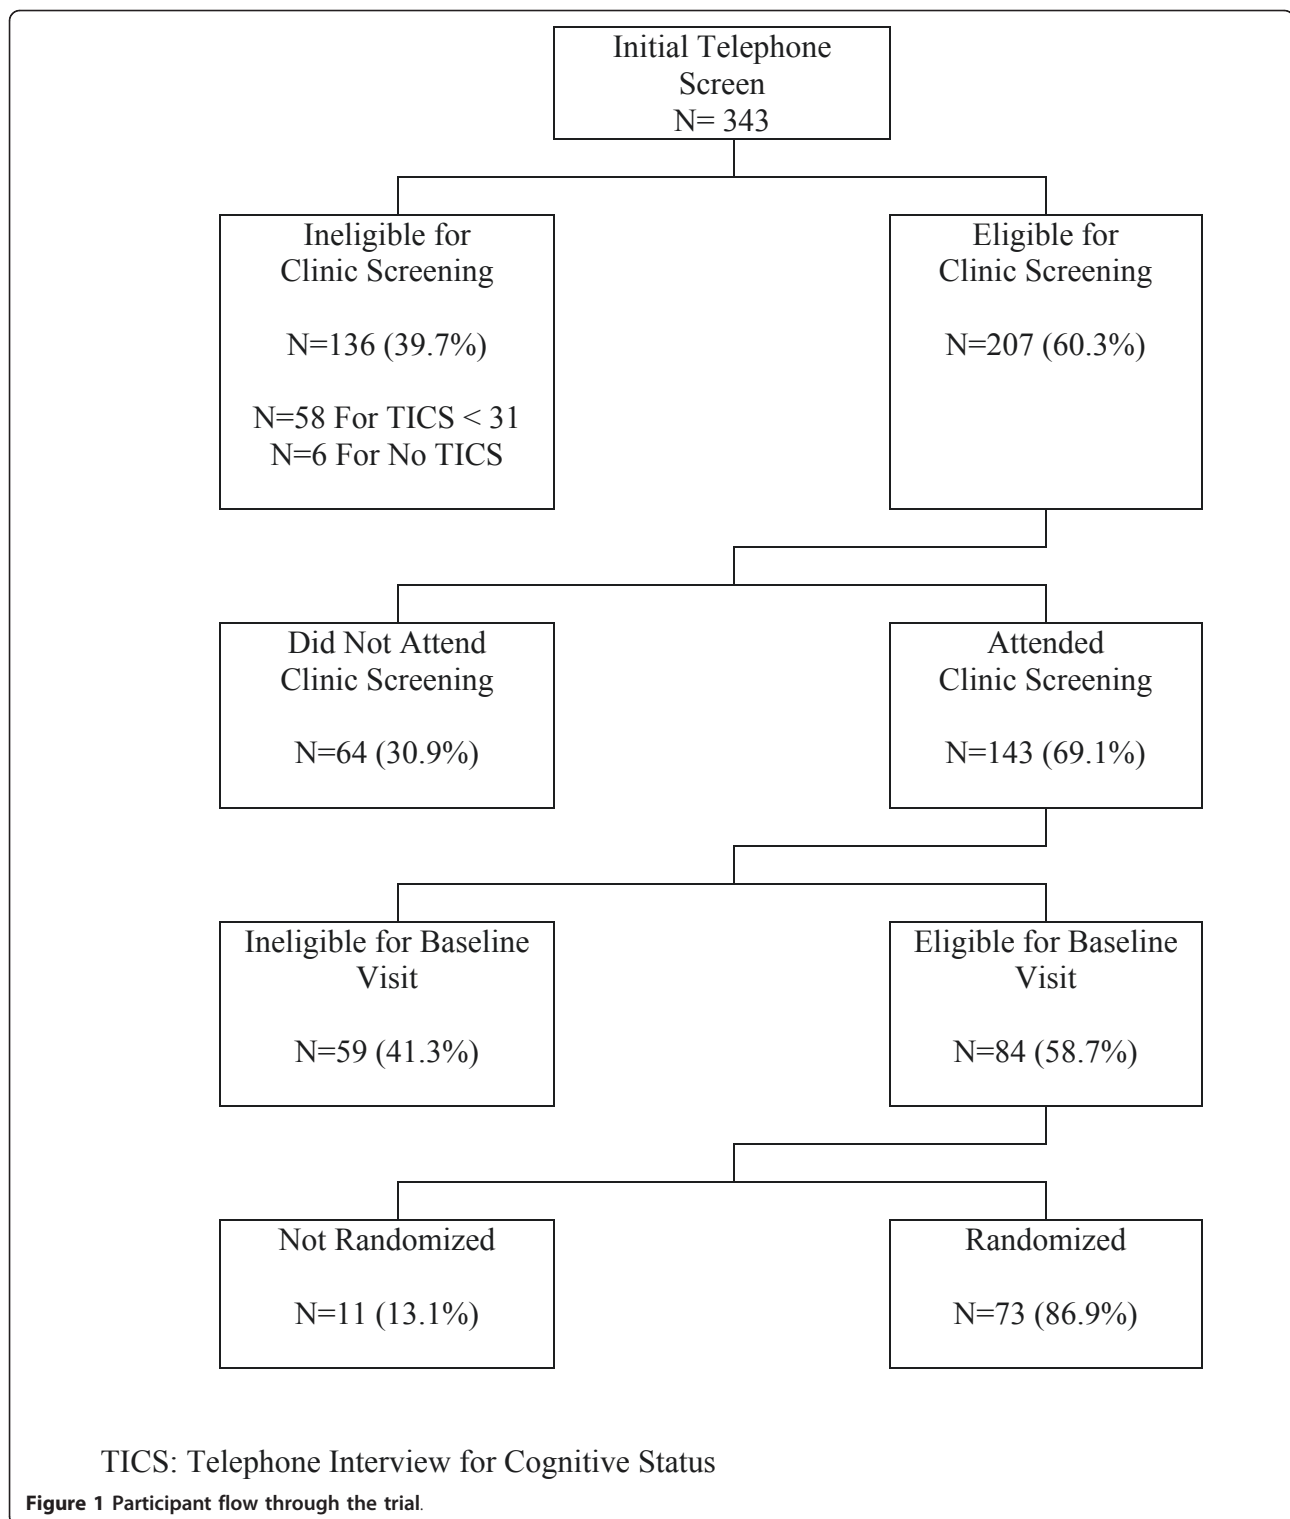 Initial Telephone
Screen
N= 343
Ineligible for
Clinic Screening
N=136 (39.7%)
N=58 For TICS < 31
N=6 For No TICS
Eligible for
Clinic Screening
N=207 (60.3%)
Did Not Attend
Clinic Screening
N=64 (30.9%)
Attended
Clinic Screening
N=143 (69.1%)
Ineligible for Baseline
Visit
N=59 (41.3%)
Eligible for Baseline
Visit
N=84 (58.7%)
Not Randomized
N=11 (13.1%)
Randomized
N=73 (86.9%)
TICS: Telephone Interview for Cognitive Status
Figure 1 Participant flow through the trial.